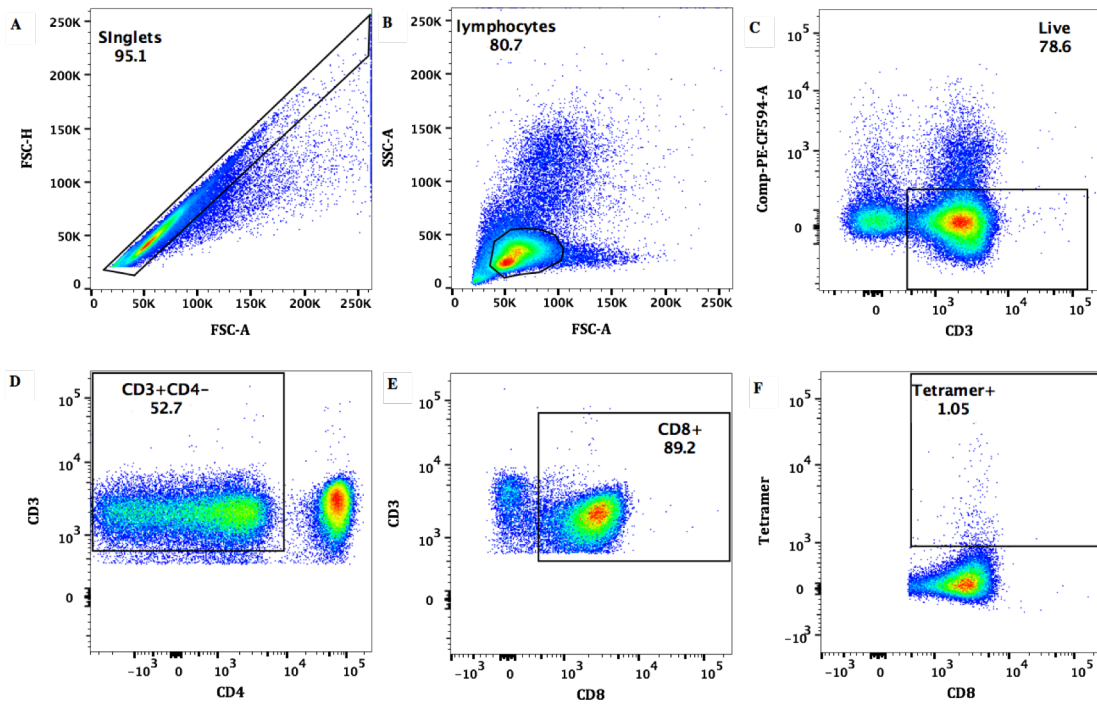 A
SInglets
95.1
250K
200K
150K
100K
50K
0
FSC-H
0
50K
100K
150K
200K
250K
FSC-A
B
lymphocytes
80.7
250K
200K
150K
100K
50K
0
SSC-A
0
50K
100K
150K
200K
250K
FSC-A
C
Live
78.6
10^5
10^4
10^3
0
Comp-PE-CF594-A
0
10^3
10^4
10^5
CD3
D
CD3+CD4-
52.7
10^5
10^4
10^3
0
CD3
-10^3
0
10^3
10^4
10^5
CD4
E
CD8+
89.2
10^5
10^4
10^3
0
CD3
-10^3
0
10^3
10^4
10^5
CD8
F
Tetramer+
1.05
10^5
10^4
10^3
0
-10^3
Tetramer
-10^3
0
10^3
10^4
10^5
CD8